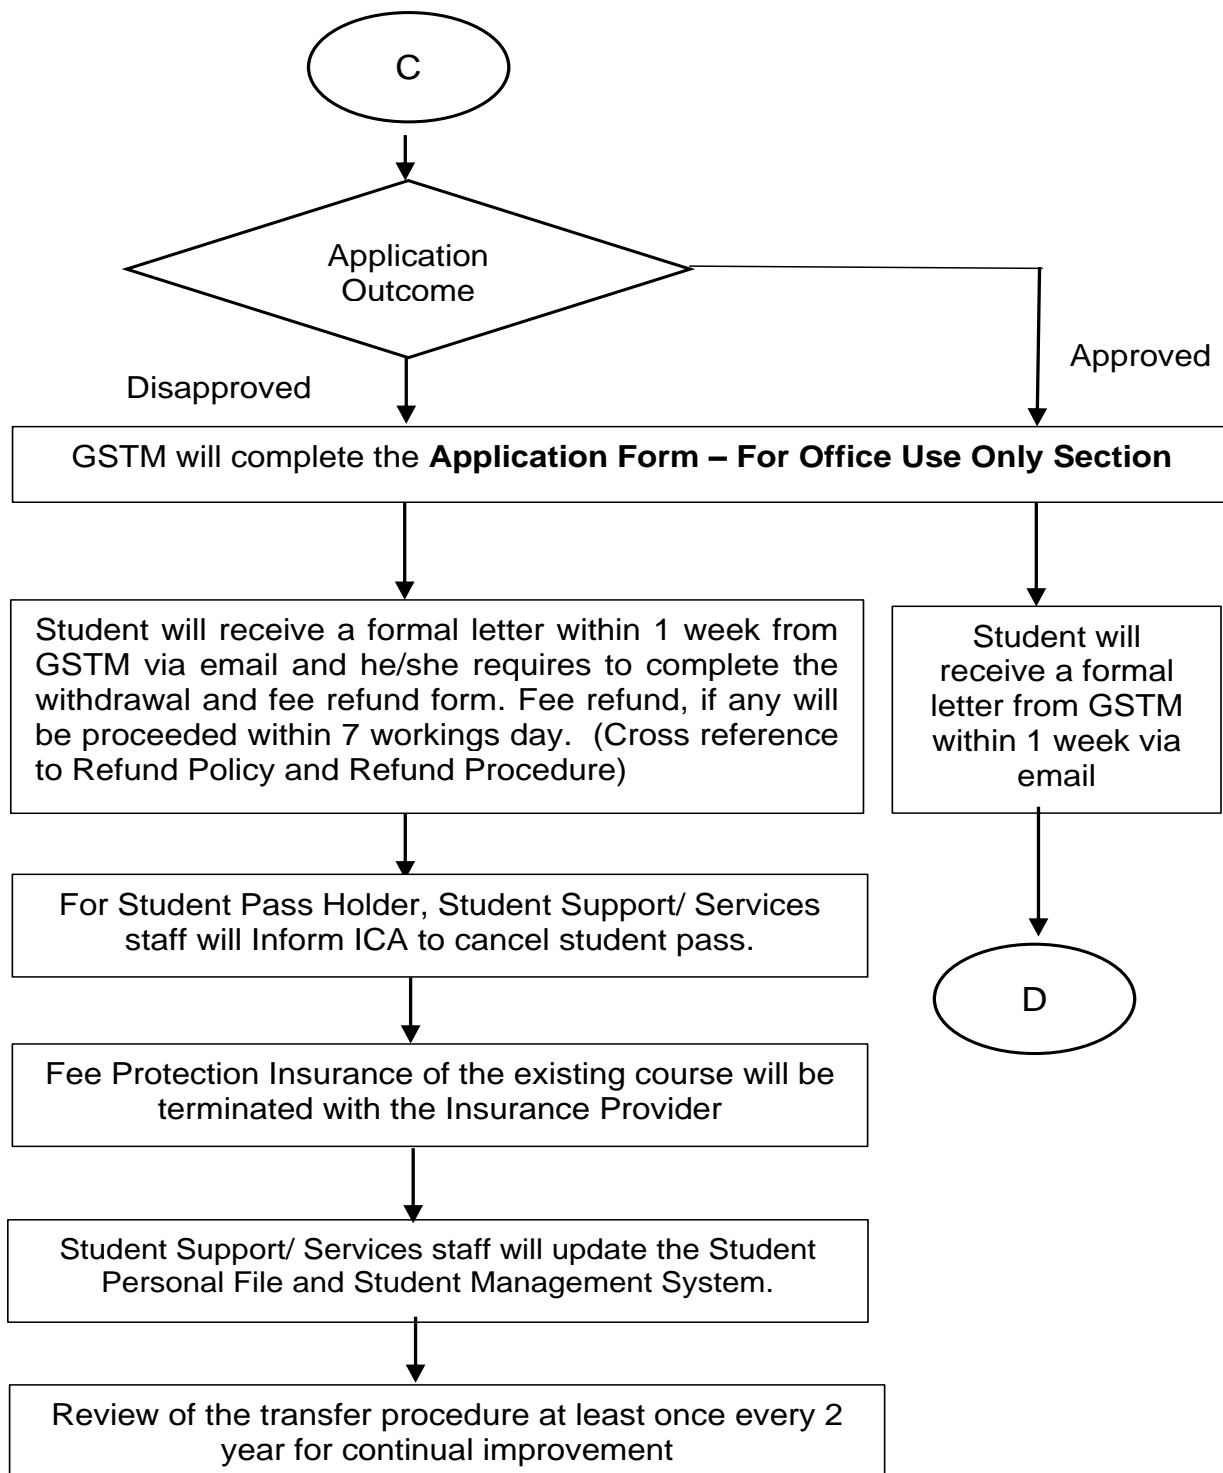 C
Application
Outcome
Disapproved
Approved
GSTM will complete the Application Form – For Office Use Only Section
Student will receive a formal letter within 1 week from
GSTM via email and he/she requires to complete the
withdrawal and fee refund form. Fee refund, if any will
be proceeded within 7 workings day. (Cross reference
to Refund Policy and Refund Procedure)
Student will
receive a formal
letter from GSTM
within 1 week via
email
For Student Pass Holder, Student Support/ Services
staff will Inform ICA to cancel student pass.
D
Fee Protection Insurance of the existing course will be
terminated with the Insurance Provider
Student Support/ Services staff will update the Student
Personal File and Student Management System.
Review of the transfer procedure at least once every 2
year for continual improvement